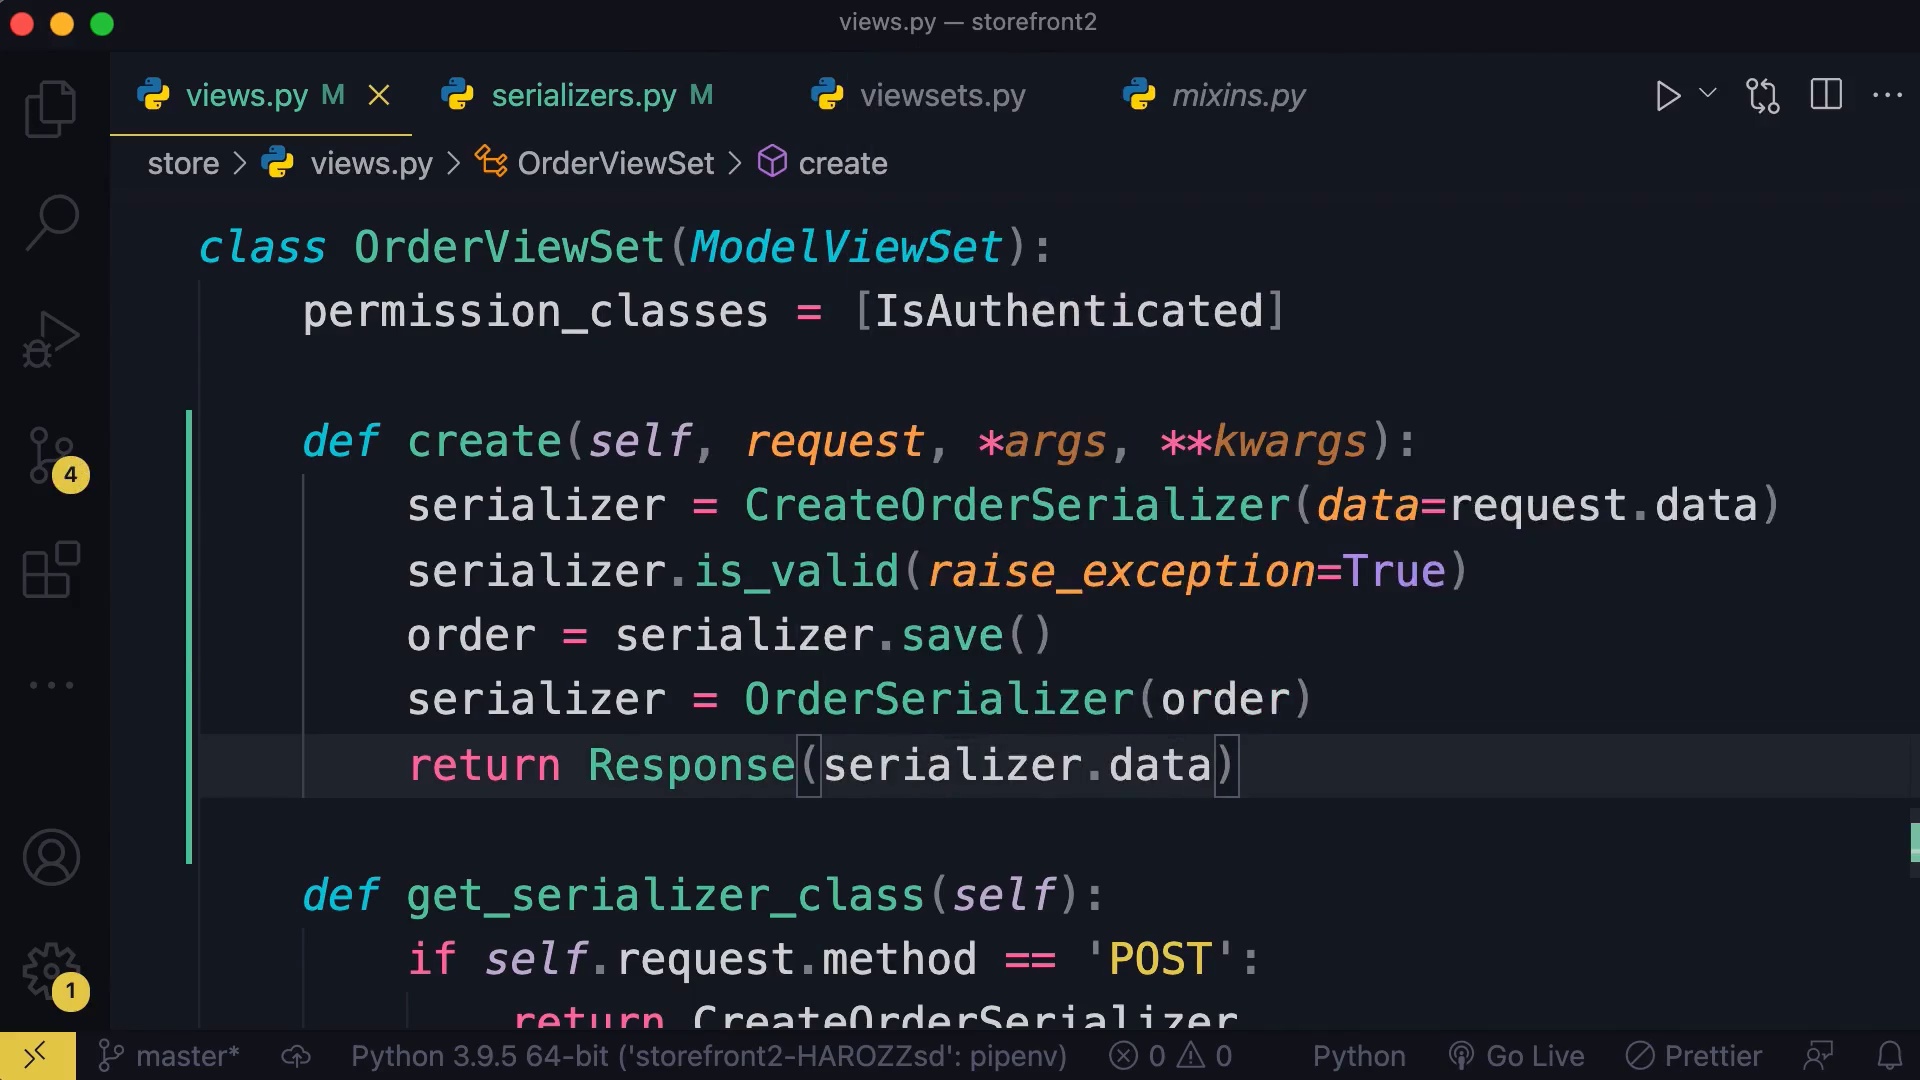 views.py — storefront2
views.py M
serializers.py M
viewsets.py
mixins.py
store > views.py > OrderViewSet > create
class OrderViewSet(ModelViewSet):
permission_classes = [IsAuthenticated]
def create(self, request, *args, **kwargs):
serializer = CreateOrderSerializer(data=request.data)
serializer.is_valid(raise_exception=True)
order = serializer.save()
serializer = OrderSerializer(order)
return Response(serializer.data)
def get_serializer_class(self):
if self.request.method == 'POST':
return CreateOrderSerializer
4
1
master*
Python 3.9.5 64-bit ('storefront2-HAROZZsd': pipenv)
0
0
Python
Go Live
Prettier